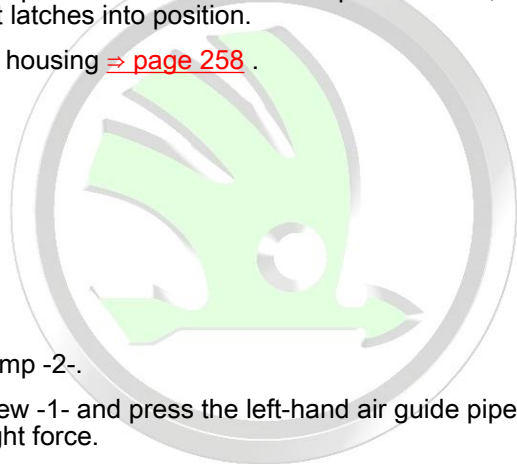 t latches into position.
housing ⇒ page 258 .
mp -2-.
ew -1- and press the left-hand air guide pipe
ght force.